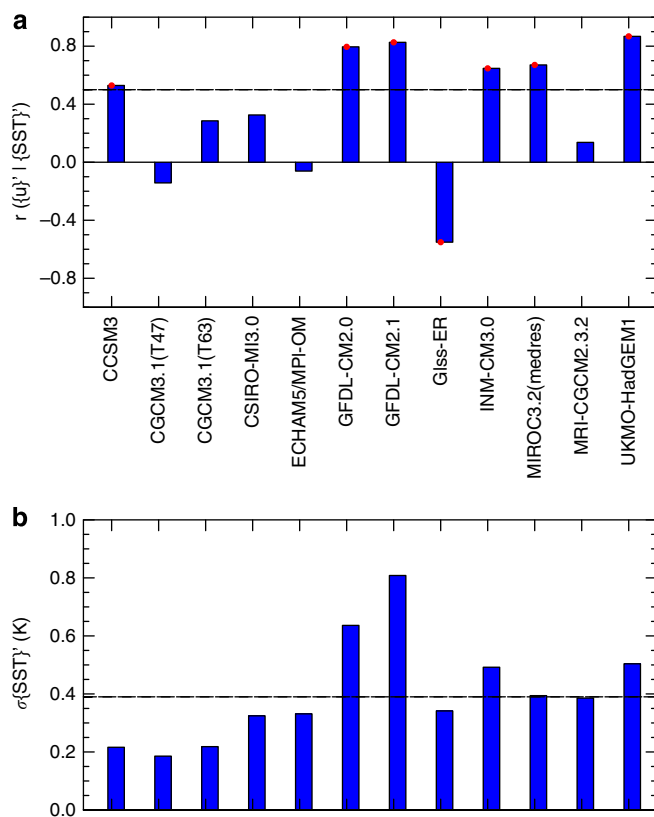 a
r ({u}' | {SST}')
0.8
0.4
0.0
−0.4
−0.8
CCSM3
CGCM3.1(T47)
CGCM3.1(T63)
CSIRO-MI3.0
ECHAM5/MPI-OM
GFDL-CM2.0
GFDL-CM2.1
GIss-ER
INM-CM3.0
MIROC3.2(medres)
MRI-CGCM2.3.2
UKMO-HadGEM1
b
σ{SST}' (K)
1.0
0.8
0.6
0.4
0.2
0.0